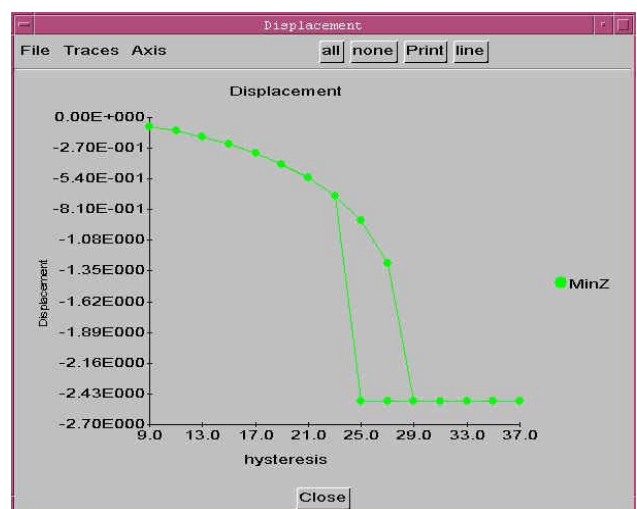 Displacement
File Traces Axis all none Print line
Displacement
0.00E+000
-2.70E-001
-5.40E-001
-8.10E-001
-1.08E000
-1.35E000
-1.62E000
-1.89E000
-2.16E000
-2.43E000
-2.70E000
Displacement
MinZ
9.0 13.0 17.0 21.0 25.0 29.0 33.0 37.0
hysteresis
Close